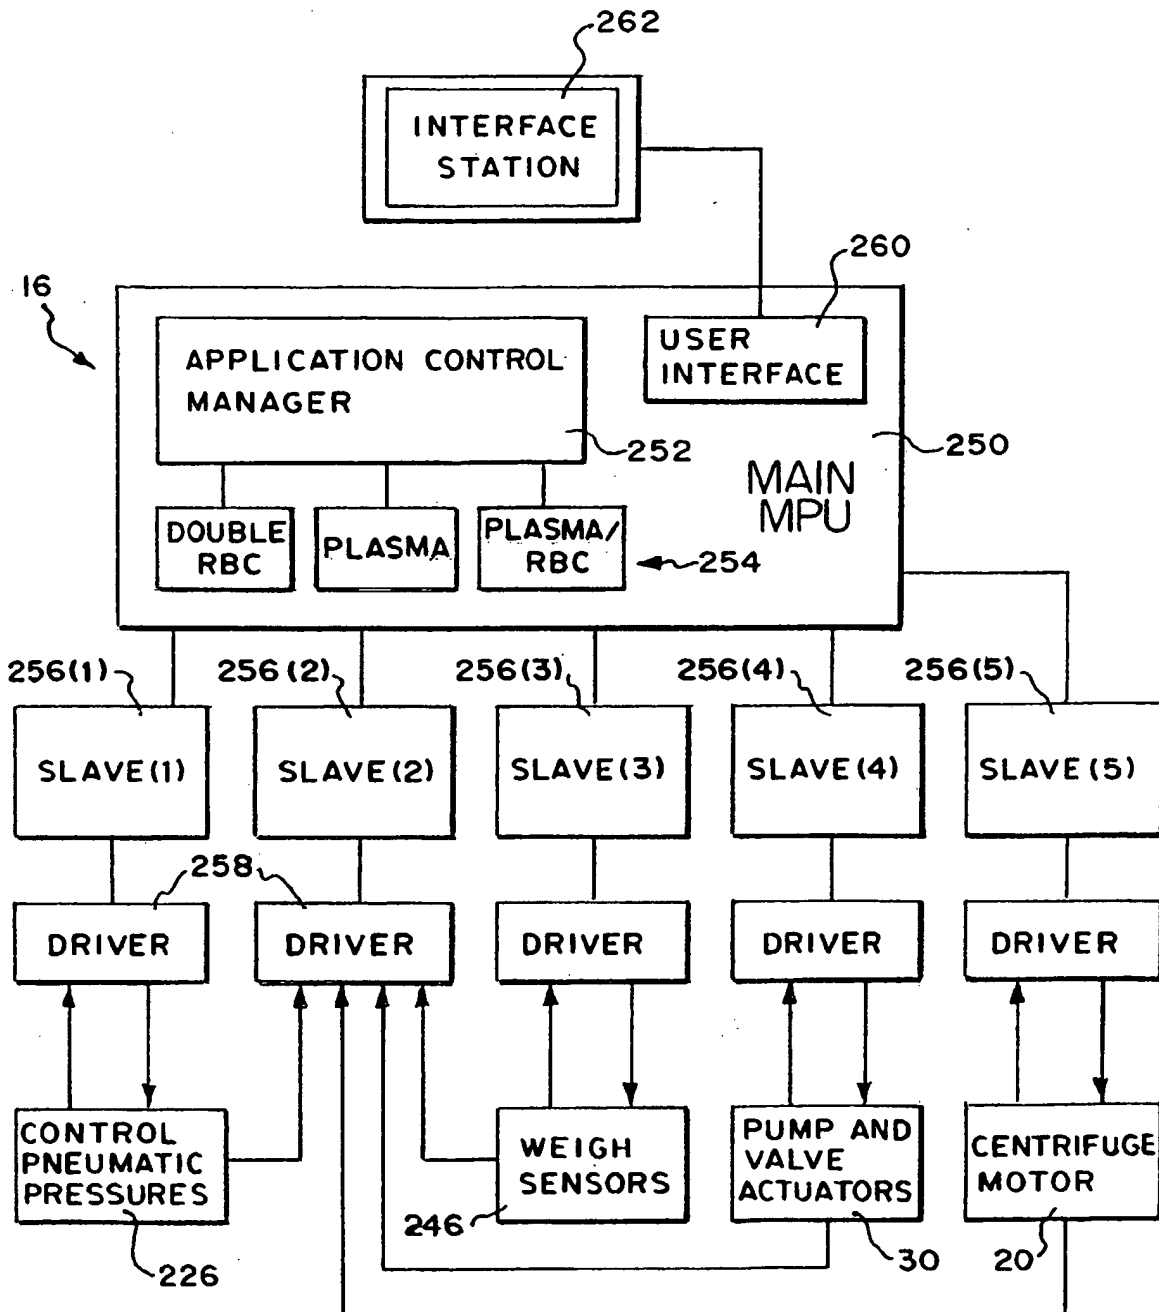 262
INTERFACE
STATION
260
16
APPLICATION CONTROL
MANAGER
USER
INTERFACE
252
250
MAIN
MPU
DOUBLE
RBC
PLASMA
PLASMA/
RBC
254
256(1)
256(2)
256(3)
256(4)
256(5)
SLAVE(1)
SLAVE(2)
SLAVE(3)
SLAVE(4)
SLAVE(5)
258
DRIVER
DRIVER
DRIVER
DRIVER
DRIVER
CONTROL
PNEUMATIC
PRESSURES
WEIGH
SENSORS
PUMP AND
VALVE
ACTUATORS
CENTRIFUGE
MOTOR
226
246
30
20